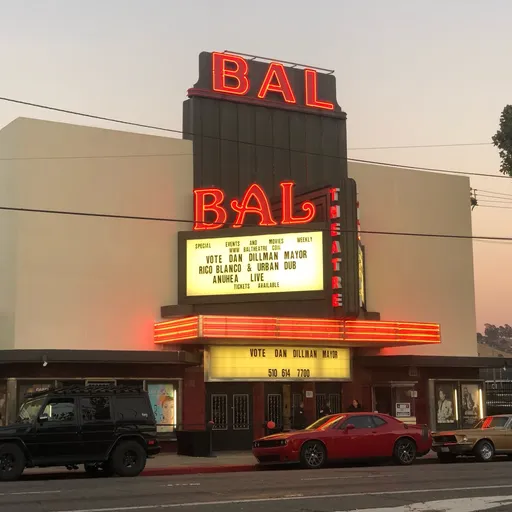 BAL
BAL
THEATRE
SPECIAL EVENTS AND MOVIES WEEKLY
WWW BALTHEATRE COM
VOTE DAN DILLMAN MAYOR
RICO BLANCO & URBAN DUB
ANUHEA LIVE
TICKETS AVAILABLE
VOTE DAN DILLMAN MAYOR
510 614 7700